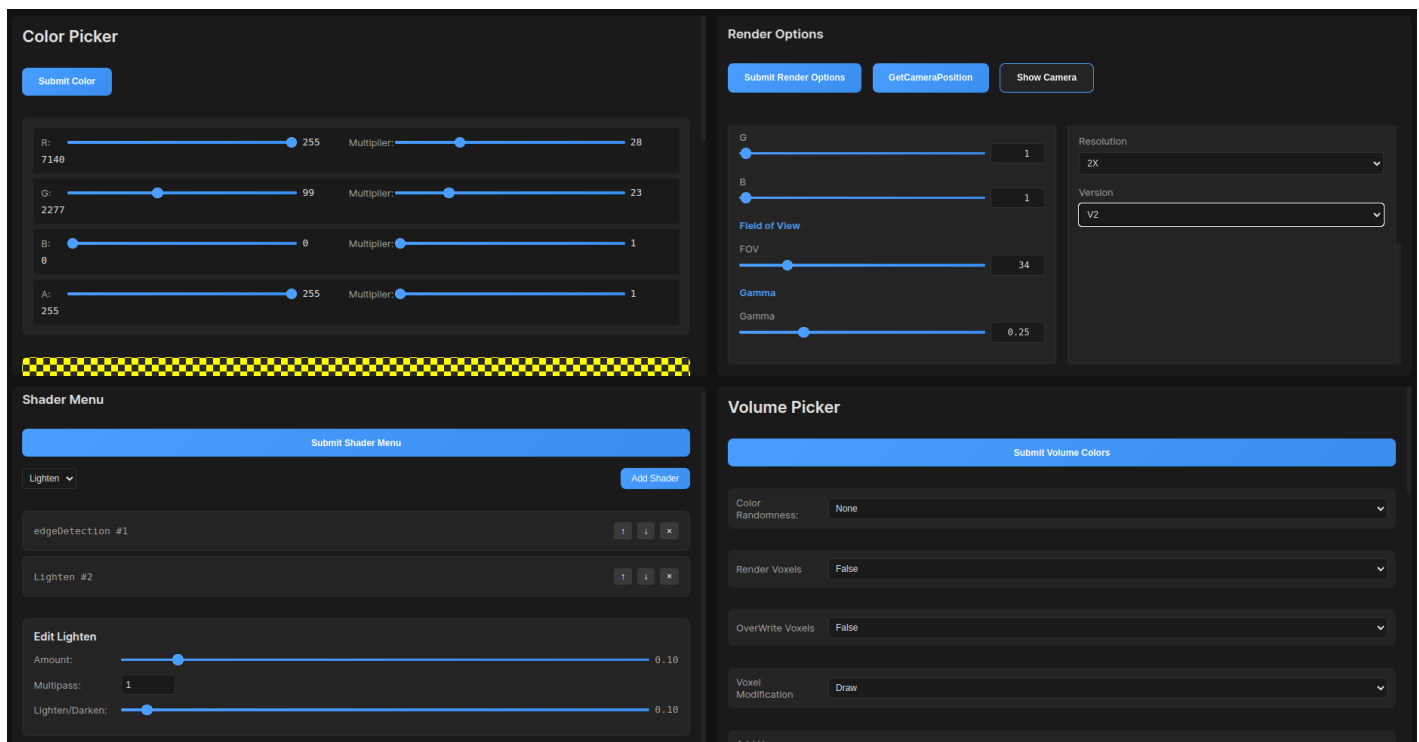 Color Picker
Submit Color
R: 255 Multiplier: 28
7140
G: 99 Multiplier: 23
2277
B: 0 Multiplier: 1
0
A: 255 Multiplier: 1
255
Render Options
Submit Render Options GetCameraPosition Show Camera
G
1
B
1
Field of View
FOV
34
Gamma
Gamma
0.25
Resolution
2X
Version
V2
Shader Menu
Submit Shader Menu
Lighten Add Shader
edgeDetection #1 ↑ ↓ ×
Lighten #2 ↑ ↓ ×
Edit Lighten
Amount: 0.10
Multipass: 1
Lighten/Darken: 0.10
Volume Picker
Submit Volume Colors
Color
Randomness: None
Render Voxels False
OverWrite Voxels False
Voxel
Modification Draw